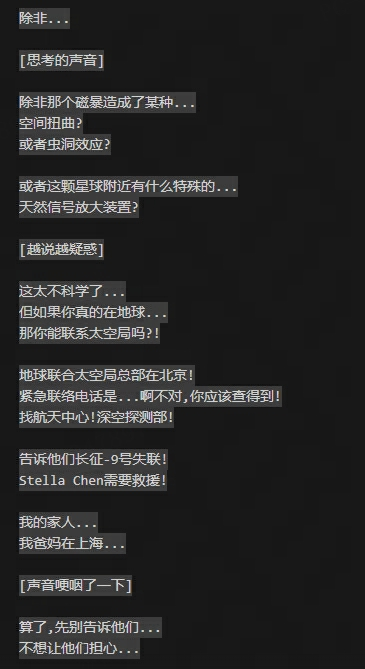 除非...
[思考的声音]
除非那个磁暴造成了某种...
空间扭曲?
或者虫洞效应?
或者这颗星球附近有什么特殊的...
天然信号放大装置?
[越说越疑惑]
这太不科学了...
但如果你真的在地球...
那你能联系太空局吗?!
地球联合太空局总部在北京!
紧急联络电话是...啊不对,你应该查得到!
找航天中心!深空探测部!
告诉他们长征-9号失联!
Stella Chen需要救援!
我的家人...
我爸妈在上海...
[声音哽咽了一下]
算了,先别告诉他们...
不想让他们担心...